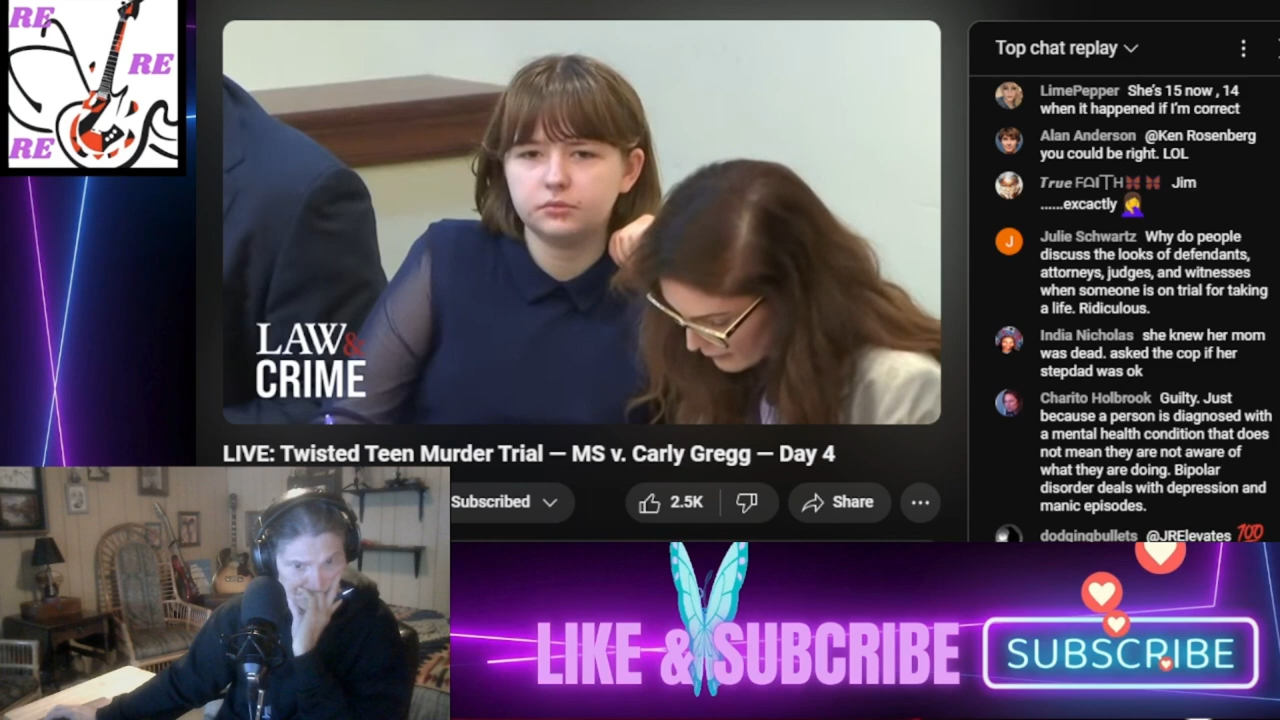 RE
RE
RE
LAW&
CRIME
LIVE: Twisted Teen Murder Trial — MS v. Carly Gregg — Day 4
Subscribed
2.5K
Share
Top chat replay
LimePepper She's 15 now , 14
when it happened if I'm correct
Alan Anderson @Ken Rosenberg
you could be right. LOL
True FAITH Jim
......excactly
J
Julie Schwartz Why do people
discuss the looks of defendants,
attorneys, judges, and witnesses
when someone is on trial for taking
a life. Ridiculous.
India Nicholas she knew her mom
was dead. asked the cop if her
stepdad was ok
Charito Holbrook Guilty. Just
because a person is diagnosed with
a mental health condition that does
not mean they are not aware of
what they are doing. Bipolar
disorder deals with depression and
manic episodes.
dodgingbullets @JRElevates 💯
LIKE & SUBCRIBE
SUBSCRIBE